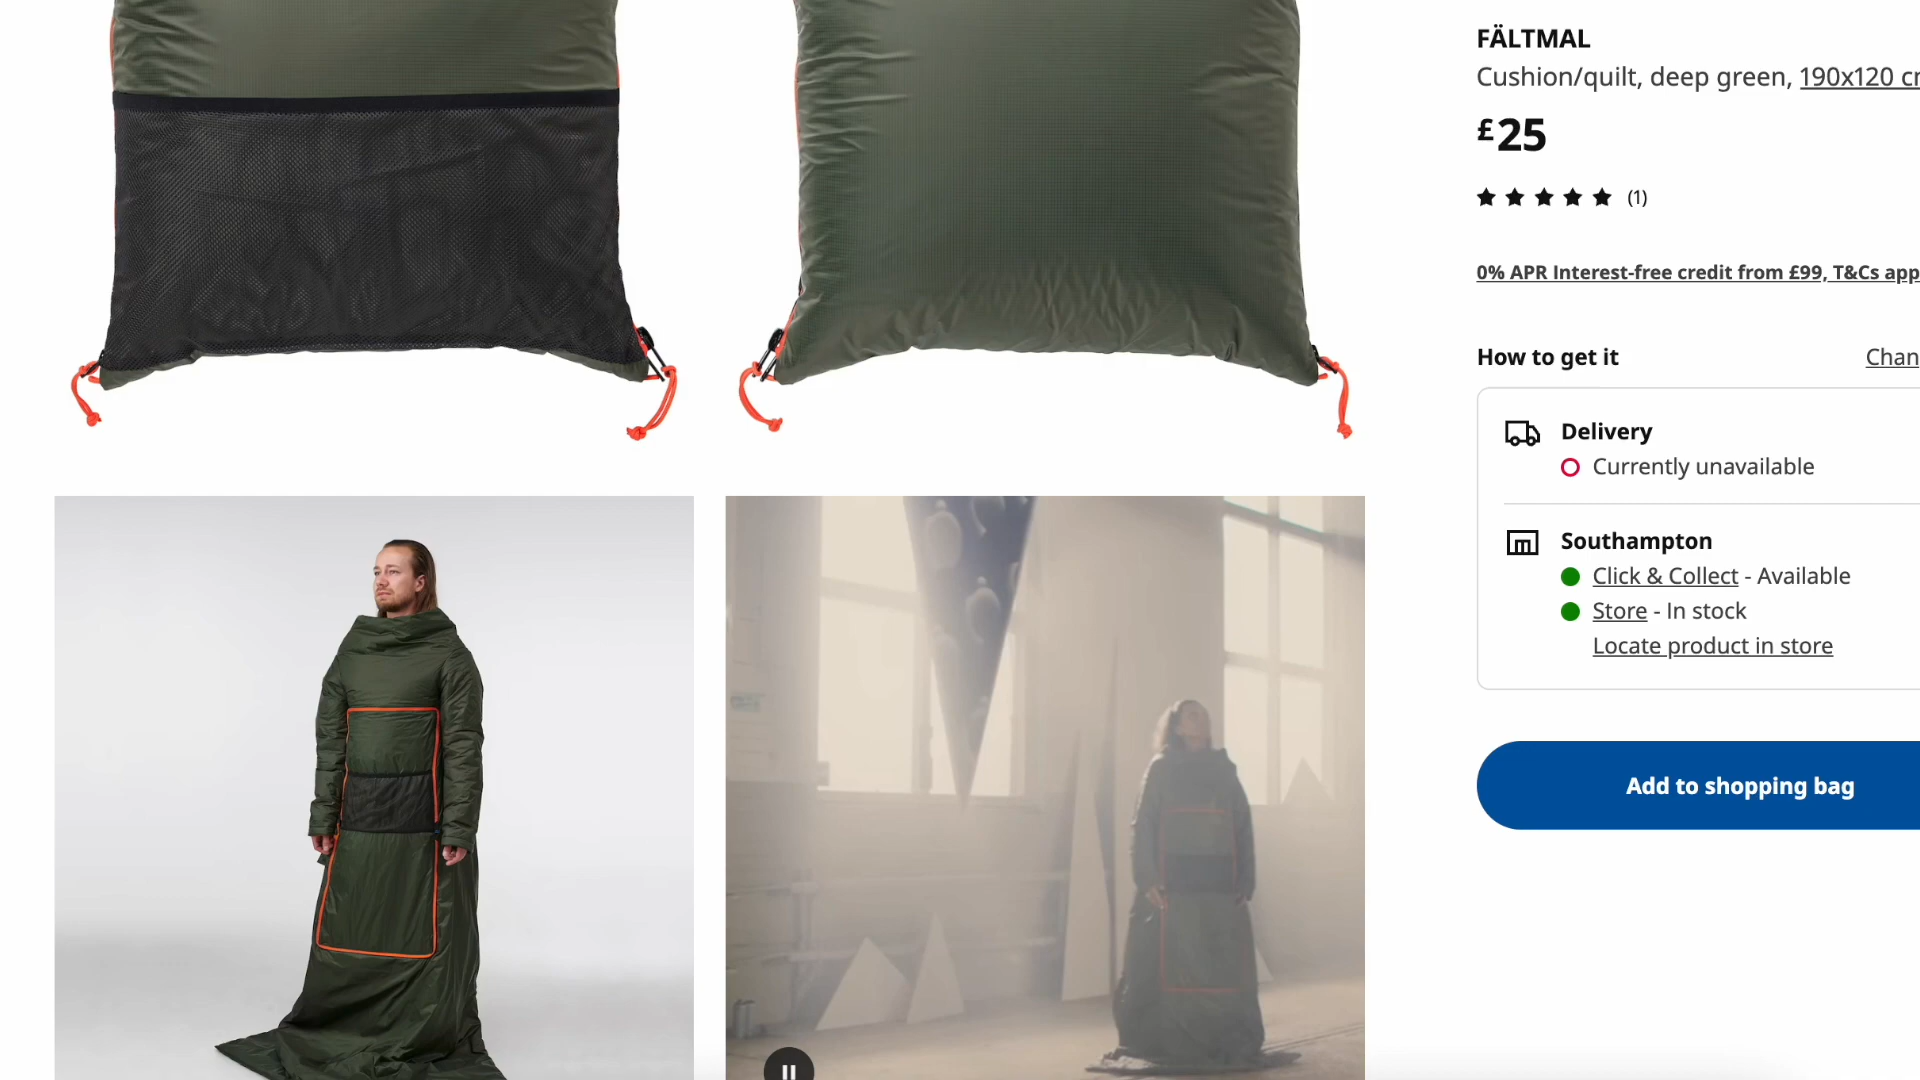 FÄLTMAL
Cushion/quilt, deep green, 190x120 c
£25
(1)
0% APR Interest-free credit from £99, T&Cs app
How to get it
Chan
Delivery
Currently unavailable
Southampton
Click & Collect - Available
Store - In stock
Locate product in store
Add to shopping bag